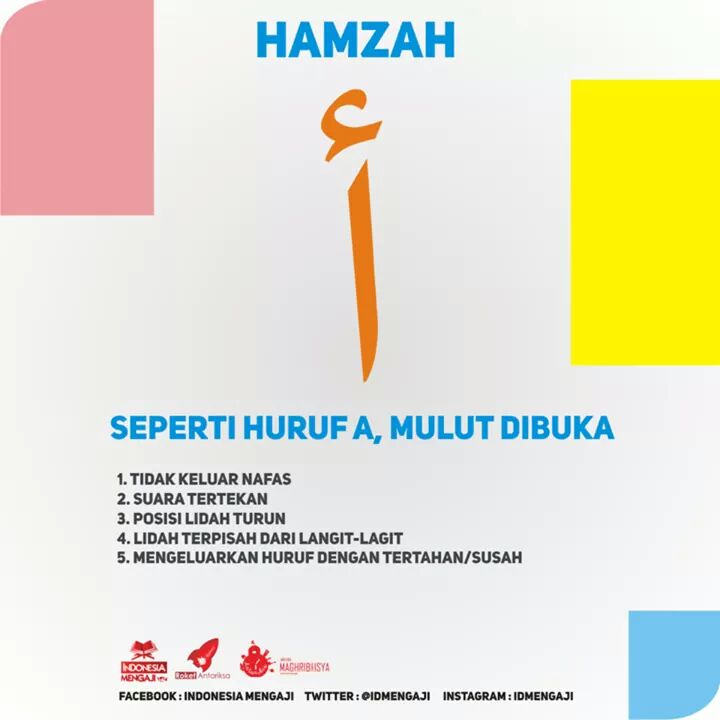 HAMZAH
أ
SEPERTI HURUF A, MULUT DIBUKA
1. TIDAK KELUAR NAFAS
2. SUARA TERTEKAN
3. POSISI LIDAH TURUN
4. LIDAH TERPISAH DARI LANGIT-LAGIT
5. MENGELUARKAN HURUF DENGAN TERTAHAN/SUSAH
INDONESIA
MENGAJI
Roket Antariksa
MAGHRIBI ISYA
FACEBOOK : INDONESIA MENGAJI TWITTER : @IDMENGAJI INSTAGRAM : IDMENGAJI